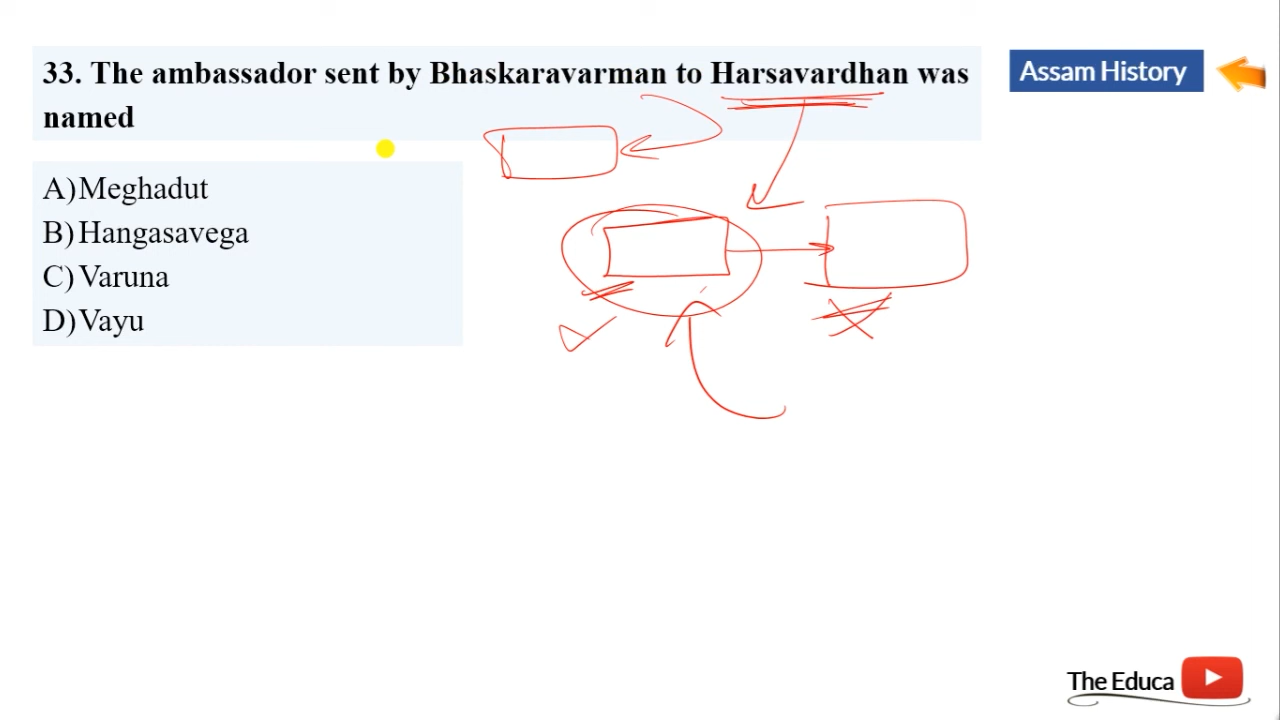 33. The ambassador sent by Bhaskaravarman to Harsavardhan was
named
Assam History
A) Meghadut
B) Hangasavega
C) Varuna
D) Vayu
The Educa